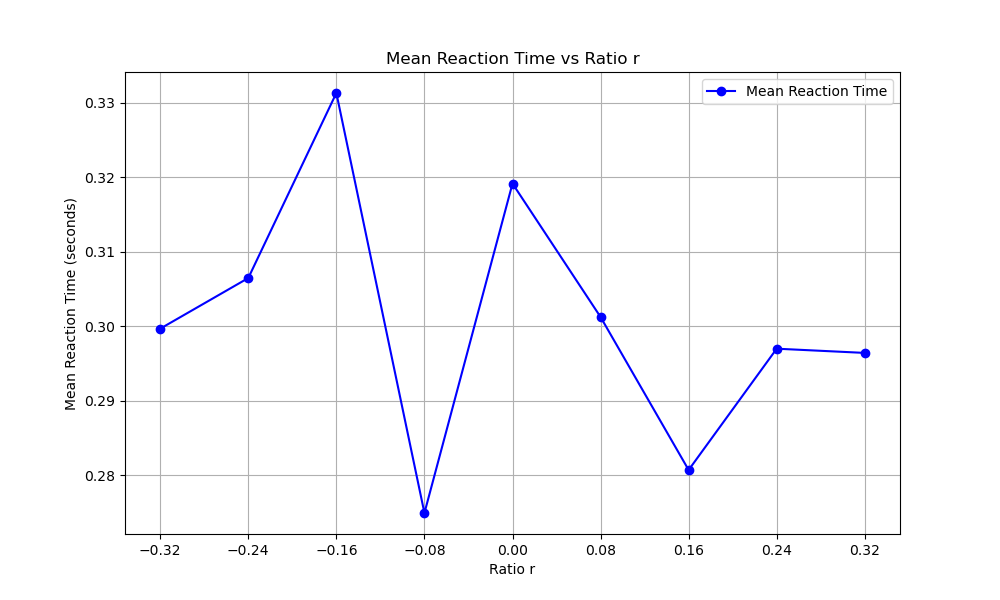 Mean Reaction Time vs Ratio r
Mean Reaction Time
0.33
0.32
0.31
0.30
0.29
0.28
Mean Reaction Time (seconds)
−0.32 −0.24 −0.16 −0.08 0.00 0.08 0.16 0.24 0.32
Ratio r